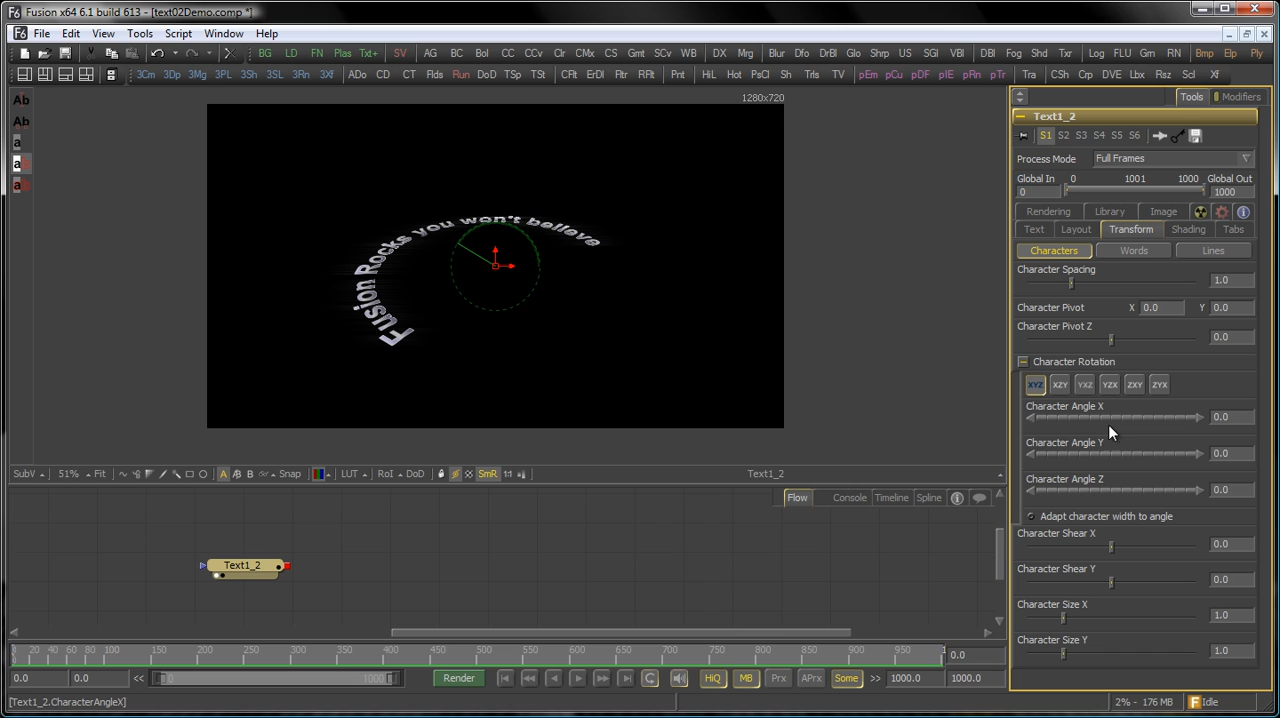 Fusion x64 6.1 build 613 - [text02Demo.comp *]
File Edit View Tools Script Window Help
BG LD FN Plas Txt+ SV AG BC Bol CC CCv Clr CMx CS Gmt SCv WB DX Mrg Blur Dfo DrBl Glo Shrp US SGl VBl DBl Fog Shd Txr Log FLU Grn RN Bmp Elp Ply
3Cm 3Dp 3Mg 3PL 3Sh 3SL 3Rn 3Xf ADo CD CT Flds Run DoD TSp TSt CFlt ErDl Fltr RFlt Pnt HiL Hot PsCl Sh Trls TV pEm pCu pDF pIE pRn pTr Tra CSh Crp DVE Lbx Rsz Scl Xf
Ab
Ab
a
a
a
1280x720
Fusion Rocks you won't believe
SubV 51% Fit A B Snap LUT RoI DoD SmR 1:1 Text1_2
Flow Console Timeline Spline
Text1_2
0 20 40 60 80 100 150 200 250 300 350 400 450 500 550 600 650 700 750 800 850 900 950 1 0.0
0.0 0.0 << 0 1000 Render HiQ MB Prx APrx Some >> 1000.0 1000.0
[Text1_2.CharacterAngleX] 2% - 176 MB Idle
Tools Modifiers
Text1_2
S1 S2 S3 S4 S5 S6
Process Mode Full Frames
Global In 0 1001 1000 Global Out
0 1000
Rendering Library Image
Text Layout Transform Shading Tabs
Characters Words Lines
Character Spacing
1.0
Character Pivot X 0.0 Y 0.0
Character Pivot Z
0.0
Character Rotation
XYZ XZY YXZ YZX ZXY ZYX
Character Angle X
0.0
Character Angle Y
0.0
Character Angle Z
0.0
Adapt character width to angle
Character Shear X
0.0
Character Shear Y
0.0
Character Size X
1.0
Character Size Y
1.0